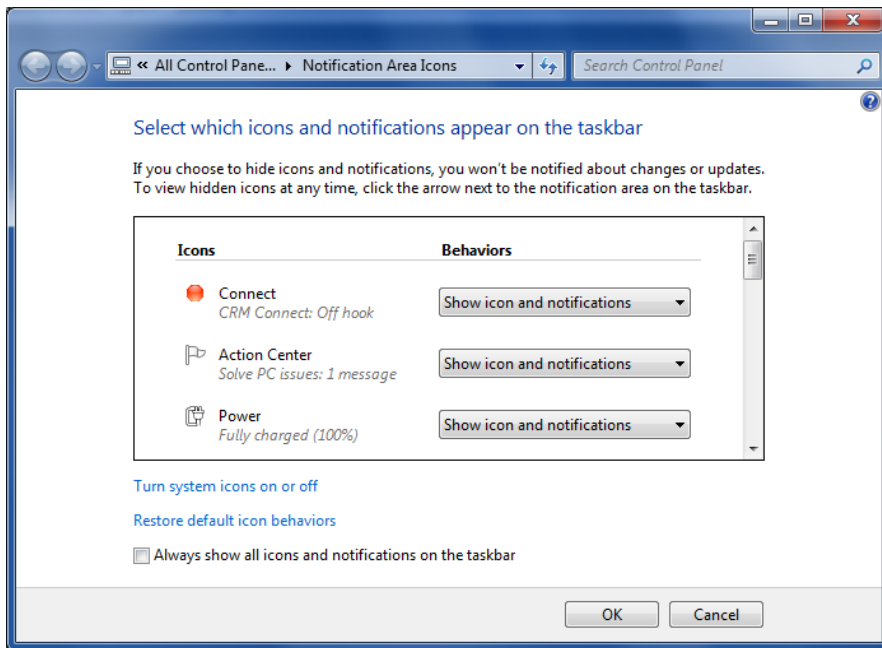 « All Control Pane... ▸ Notification Area Icons
Search Control Panel
Select which icons and notifications appear on the taskbar
If you choose to hide icons and notifications, you won't be notified about changes or updates.
To view hidden icons at any time, click the arrow next to the notification area on the taskbar.
Icons Behaviors
Connect Show icon and notifications
CRM Connect: Off hook
Action Center Show icon and notifications
Solve PC issues: 1 message
Power Show icon and notifications
Fully charged (100%)
Turn system icons on or off
Restore default icon behaviors
Always show all icons and notifications on the taskbar
OK Cancel